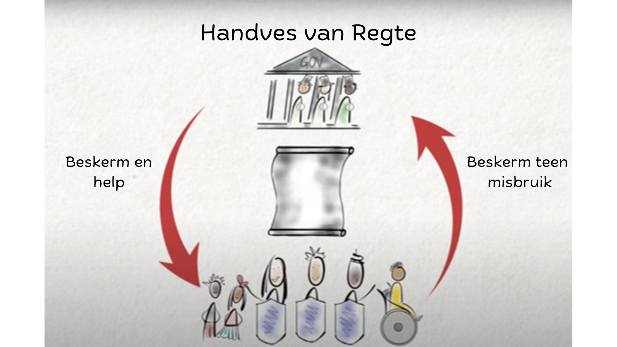 Handves van Regte
GOV
Beskerm en
help
Beskerm teen
misbruik